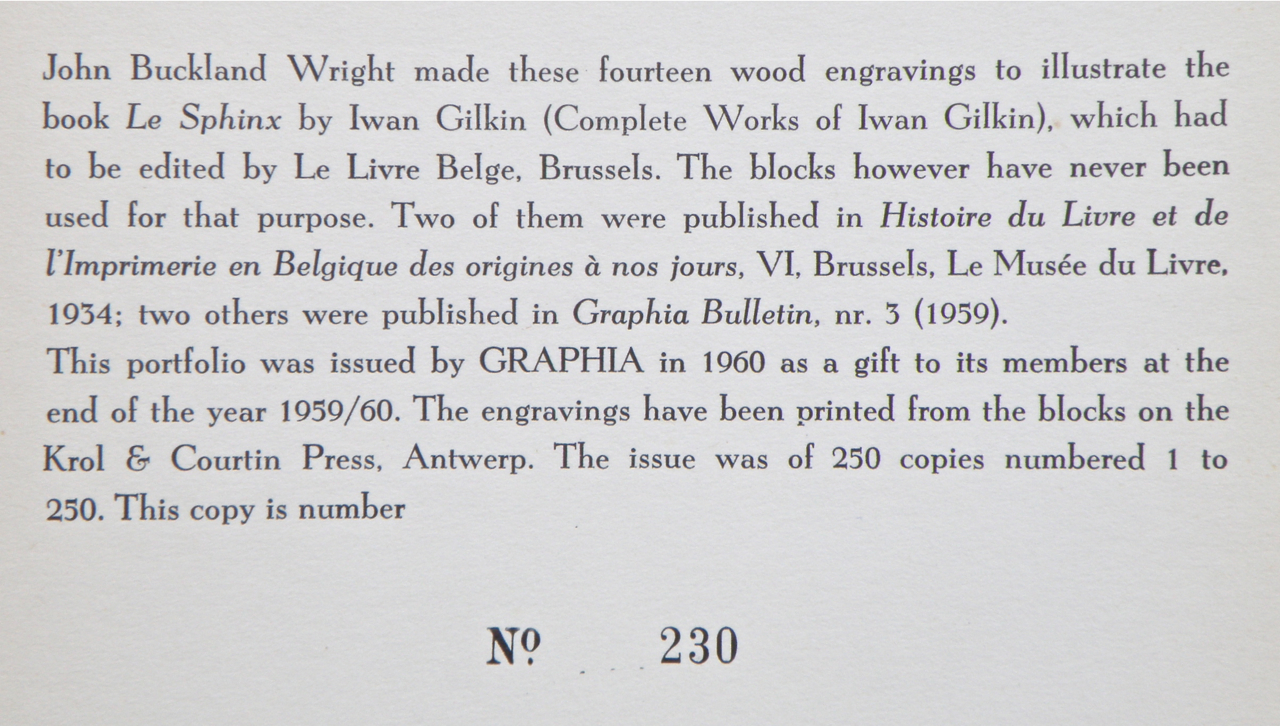 John Buckland Wright made these fourteen wood engravings to illustrate the
book Le Sphinx by Iwan Gilkin (Complete Works of Iwan Gilkin), which had
to be edited by Le Livre Belge, Brussels. The blocks however have never been
used for that purpose. Two of them were published in Histoire du Livre et de
l'Imprimerie en Belgique des origines à nos jours, VI, Brussels, Le Musée du Livre,
1934; two others were published in Graphia Bulletin, nr. 3 (1959).
This portfolio was issued by GRAPHIA in 1960 as a gift to its members at the
end of the year 1959/60. The engravings have been printed from the blocks on the
Krol & Courtin Press, Antwerp. The issue was of 250 copies numbered 1 to
250. This copy is number
Nº 230